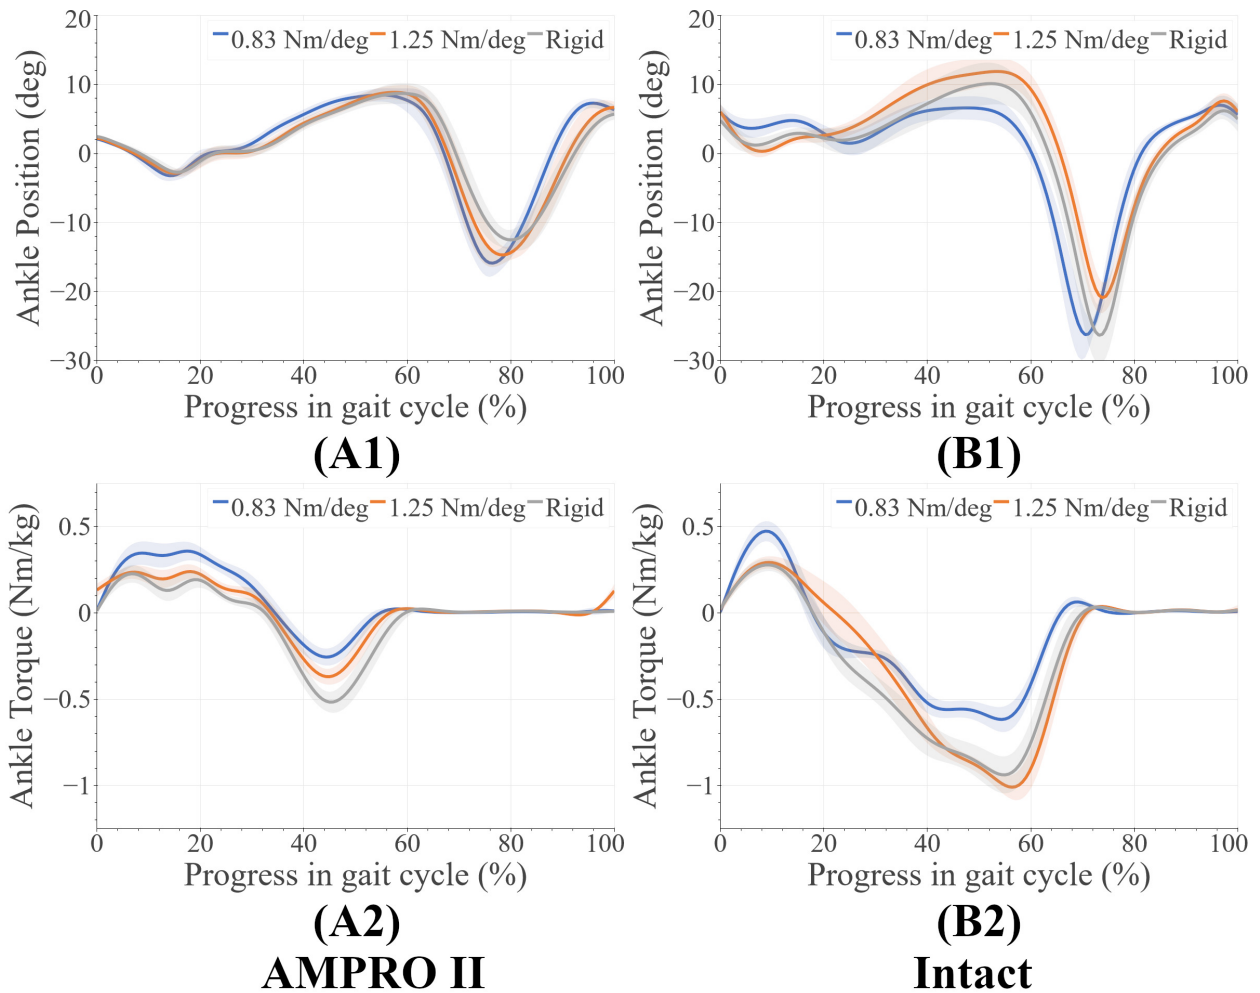 0.83 Nm/deg 1.25 Nm/deg Rigid
20
10
0
−10
−20
−30
Ankle Position (deg)
0 20 40 60 80 100
Progress in gait cycle (%)
(A1)
0.83 Nm/deg 1.25 Nm/deg Rigid
20
10
0
−10
−20
−30
Ankle Position (deg)
0 20 40 60 80 100
Progress in gait cycle (%)
(B1)
0.83 Nm/deg 1.25 Nm/deg Rigid
0.5
0
−0.5
−1
Ankle Torque (Nm/kg)
0 20 40 60 80 100
Progress in gait cycle (%)
(A2)
AMPRO II
0.83 Nm/deg 1.25 Nm/deg Rigid
0.5
0
−0.5
−1
Ankle Torque (Nm/kg)
0 20 40 60 80 100
Progress in gait cycle (%)
(B2)
Intact